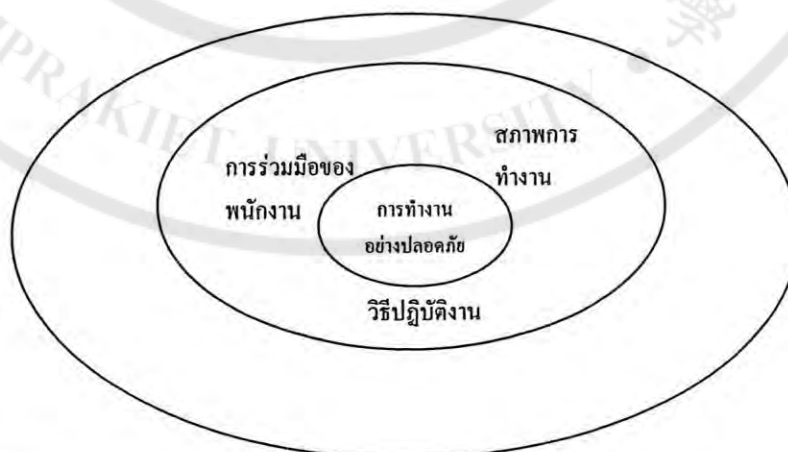 PRAKIET UNIVERSITY
การร่วมมือของ
พนักงาน
สภาพการ
ทำงาน
การทำงาน
อย่างปลอดภัย
วิธีปฏิบัติงาน